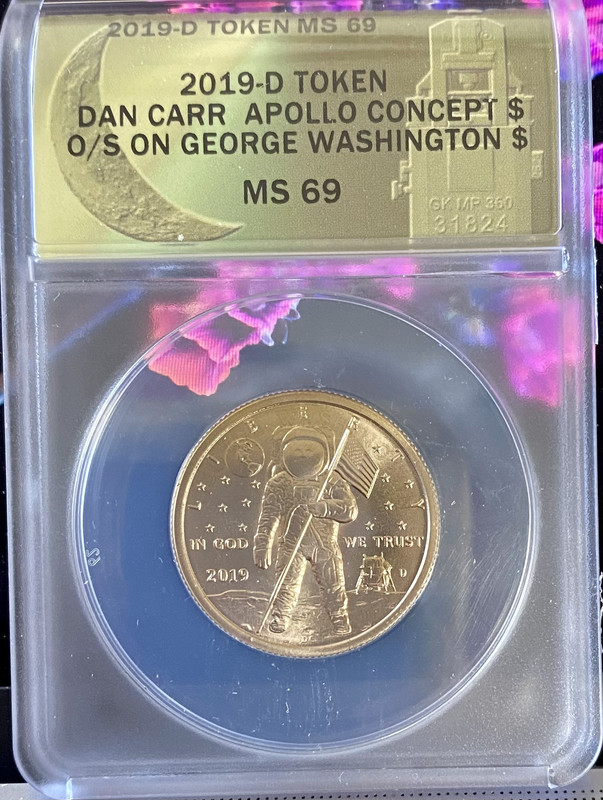 2019-D TOKEN MS 69
2019-D TOKEN
DAN CARR APOLLO CONCEPT $
O/S ON GEORGE WASHINGTON $
MS 69
GK MP 360
31824
LIBERTY
IN GOD WE TRUST
2019
D